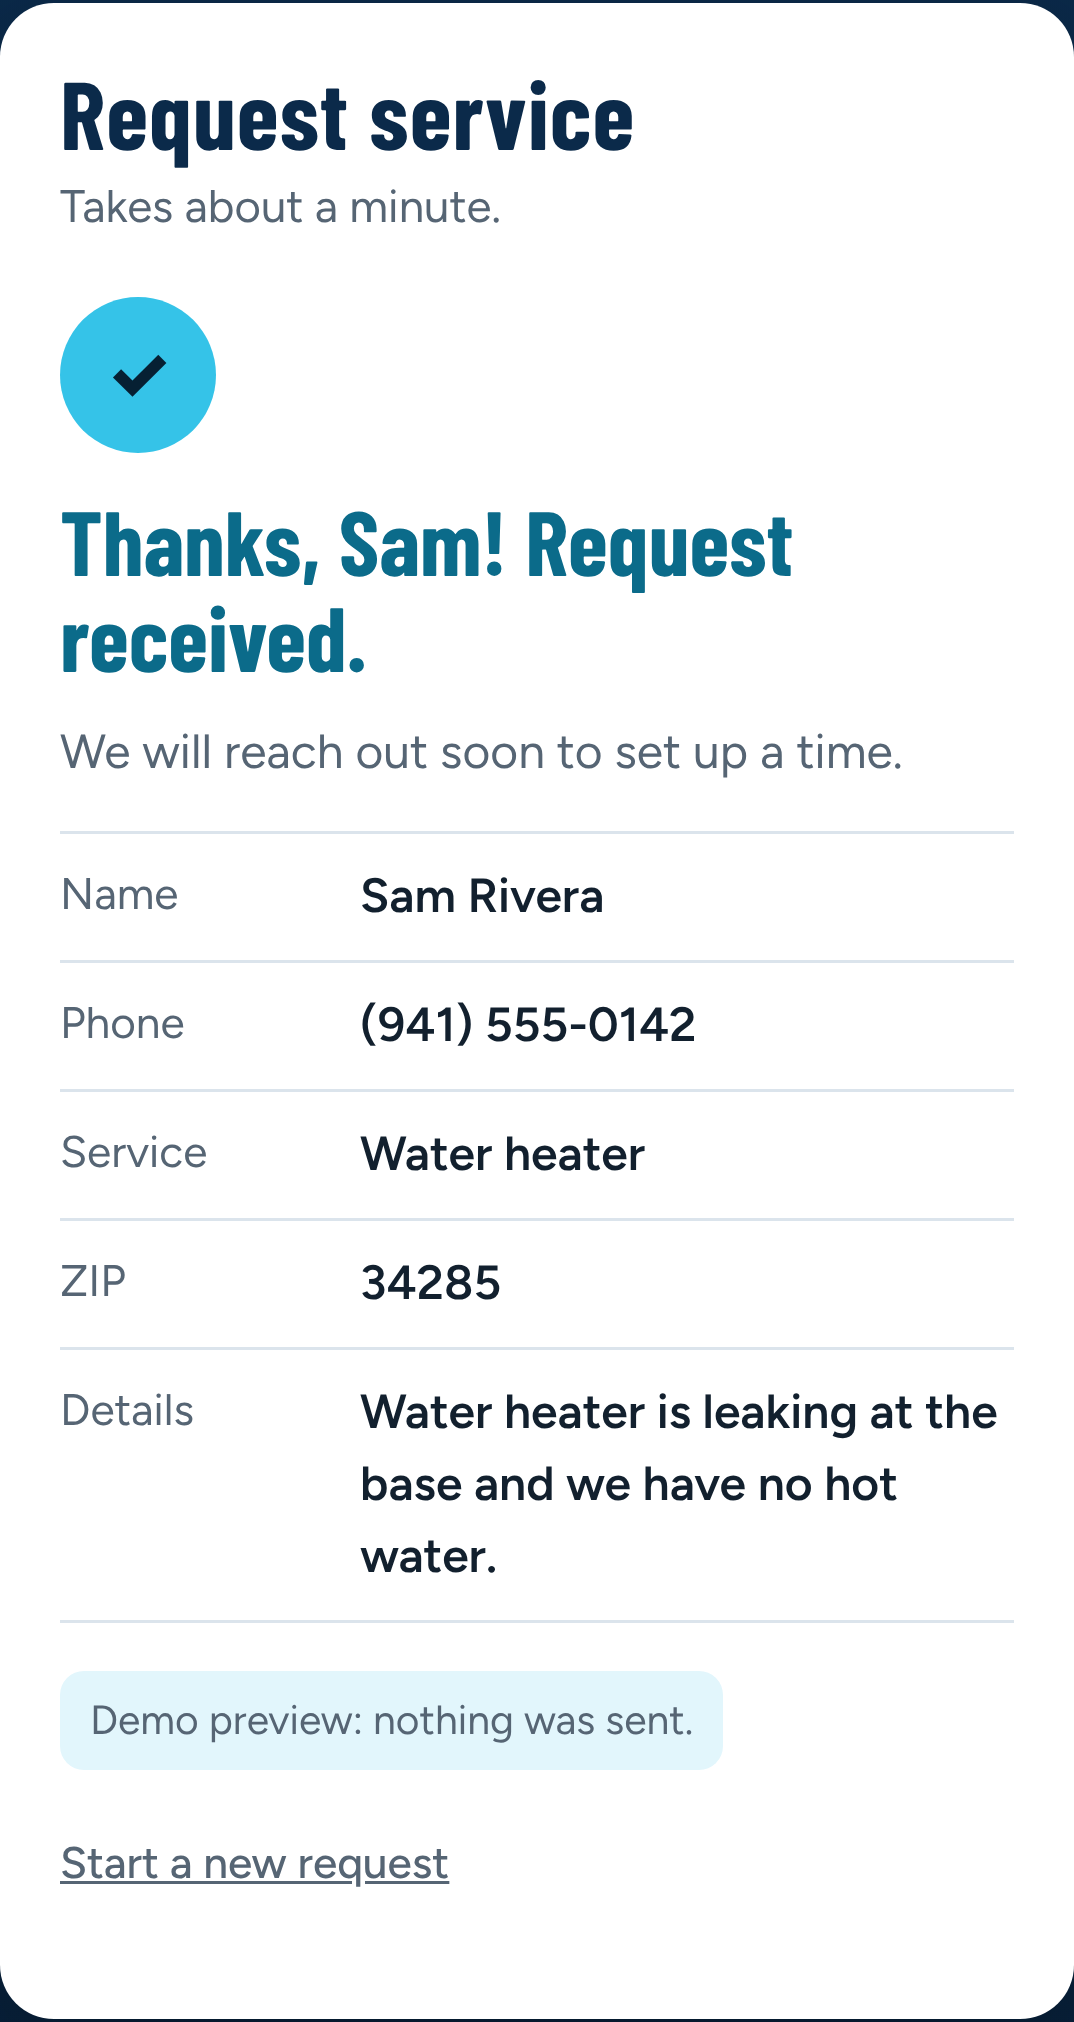 Request service
Takes about a minute.
Thanks, Sam! Request
received.
We will reach out soon to set up a time.
Name Sam Rivera
Phone (941) 555-0142
Service Water heater
ZIP 34285
Details Water heater is leaking at the
base and we have no hot
water.
Demo preview: nothing was sent.
Start a new request